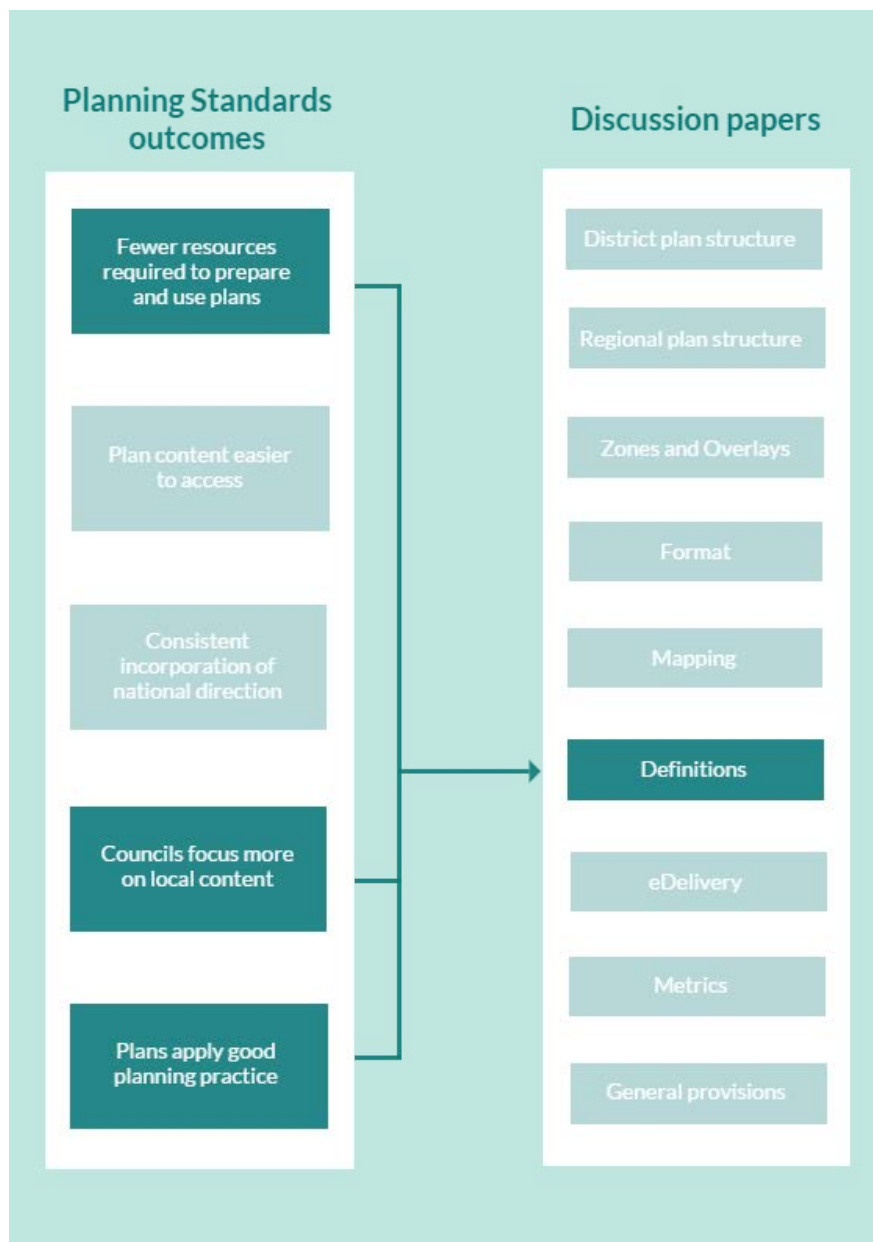 Planning Standards
outcomes
Fewer resources
required to prepare
and use plans
Plan content easier
to access
Consistent
incorporation of
national direction
Councils focus more
on local content
Plans apply good
planning practice
Discussion papers
District plan structure
Regional plan structure
Zones and Overlays
Format
Mapping
Definitions
eDelivery
Metrics
General provisions